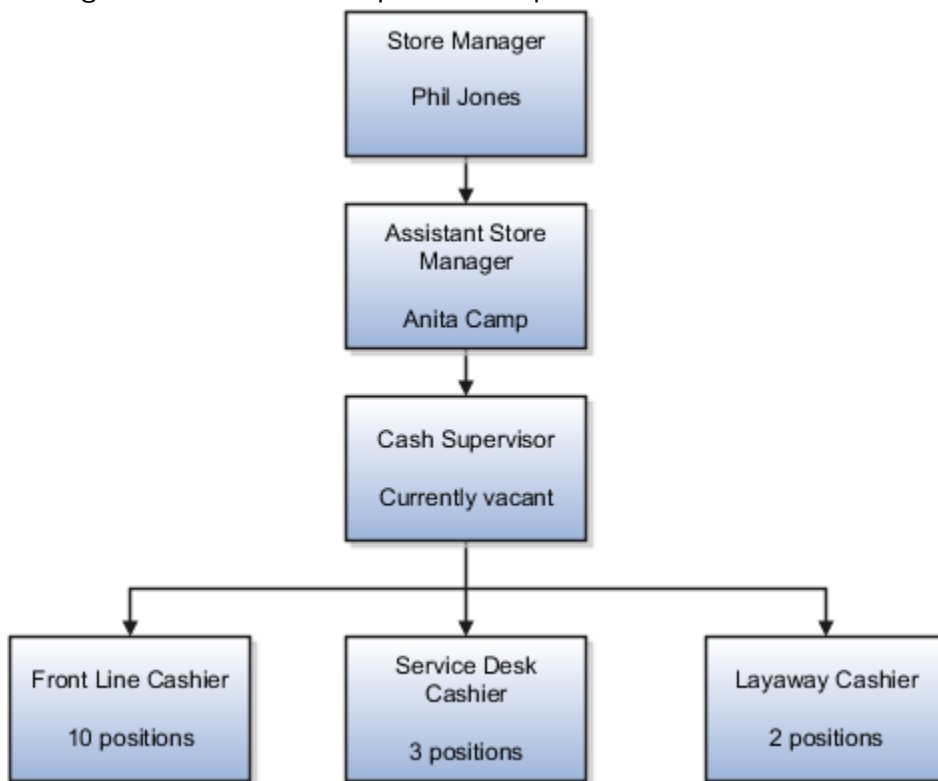 Store Manager
Phil Jones
Assistant Store
Manager
Anita Camp
Cash Supervisor
Currently vacant
Front Line Cashier
10 positions
Service Desk
Cashier
3 positions
Layaway Cashier
2 positions